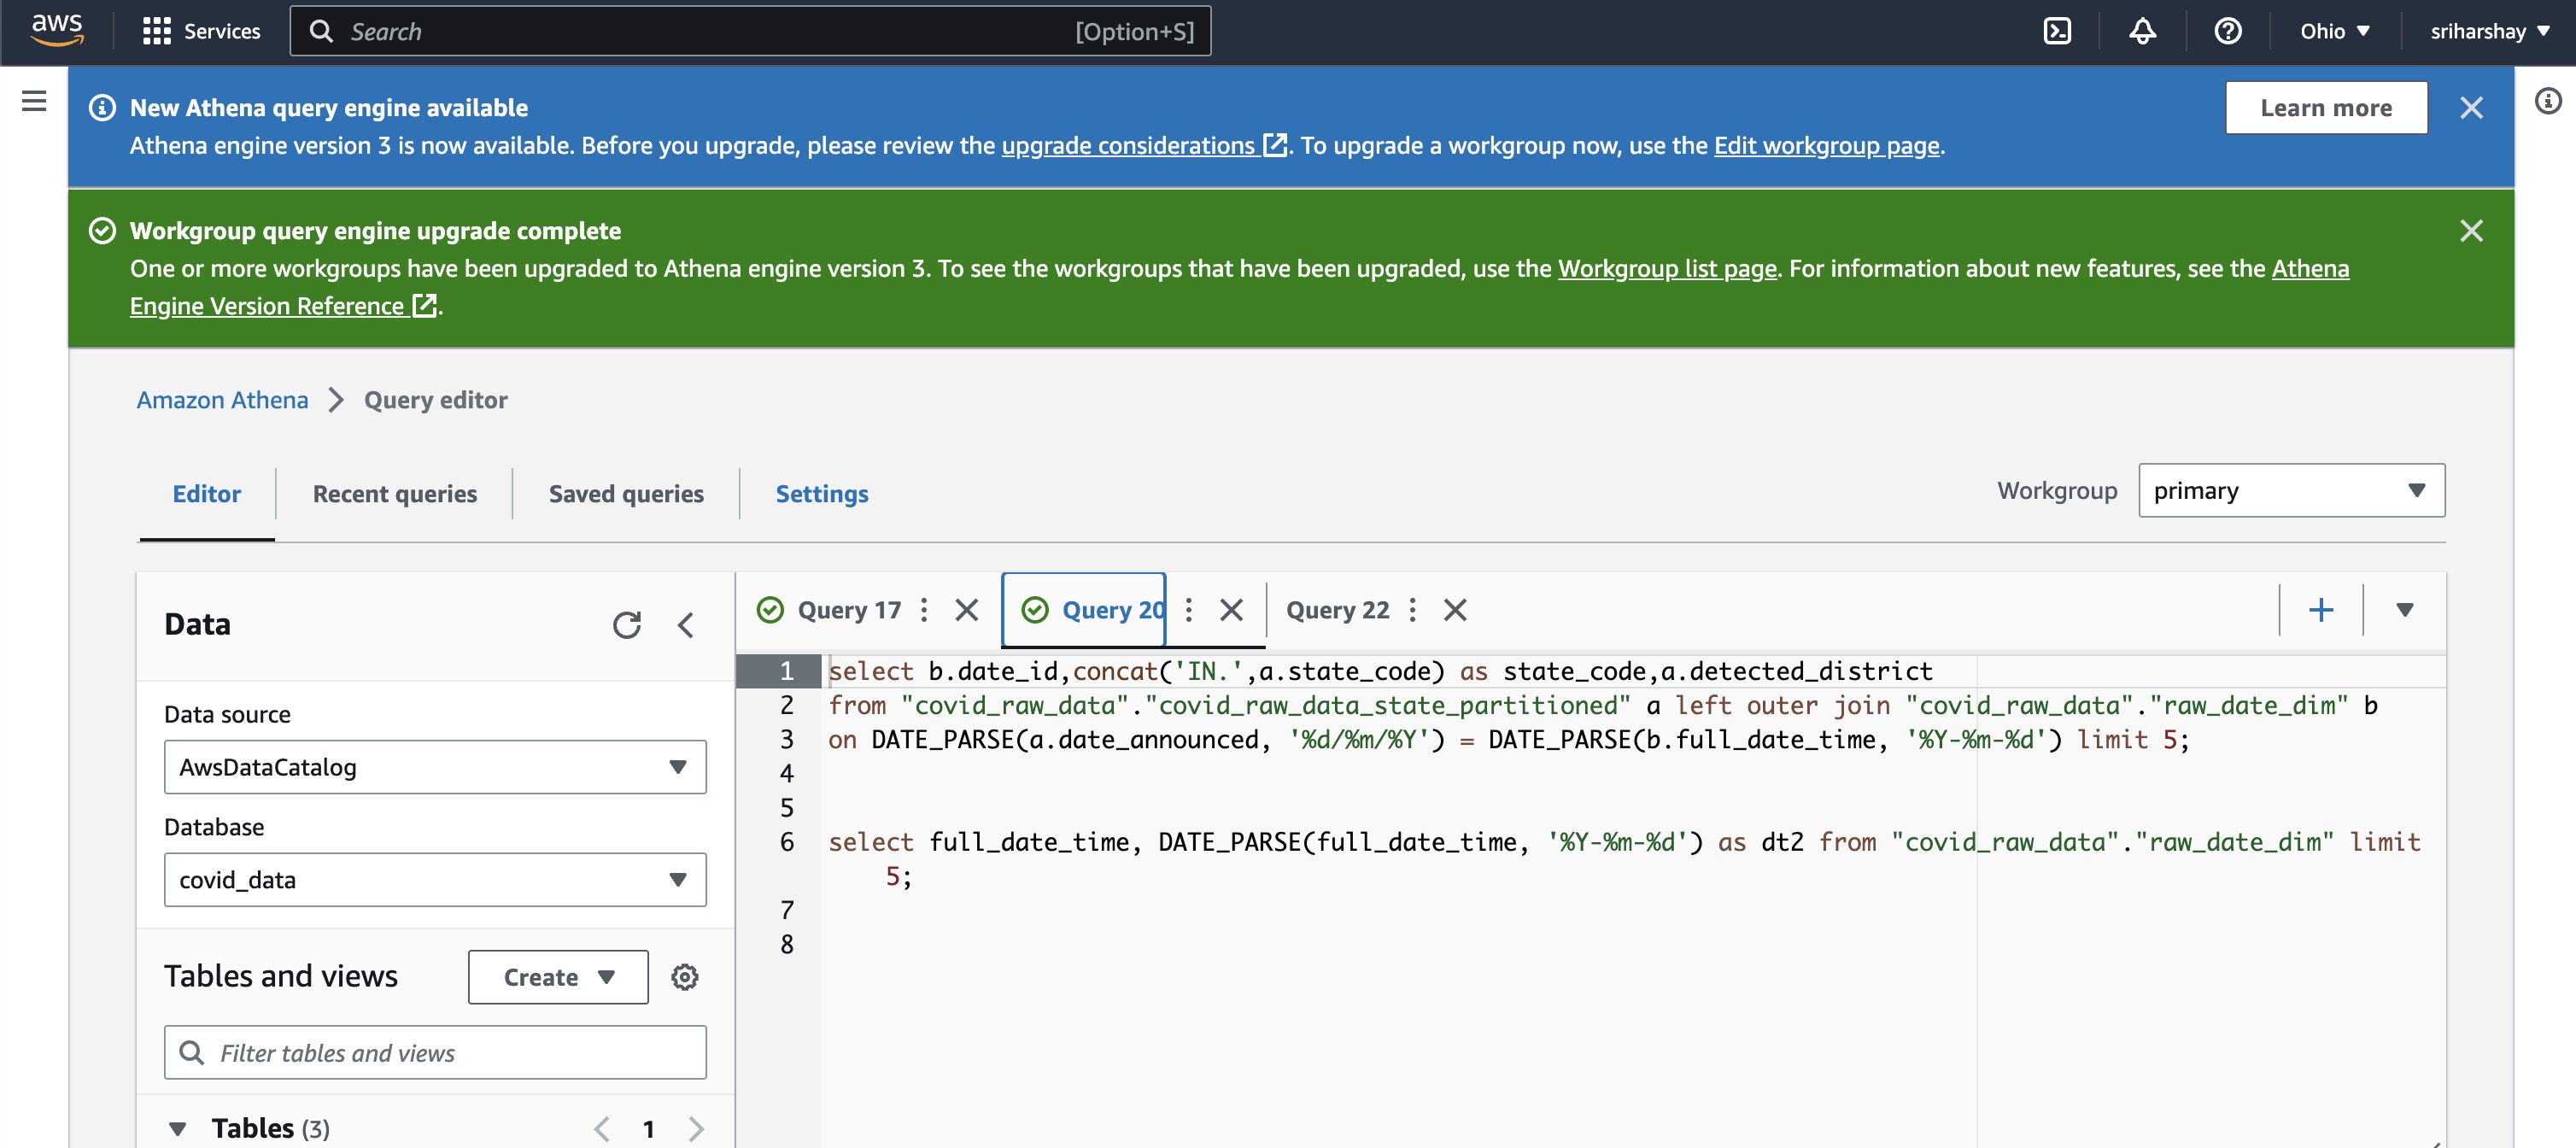 aws Services Search [Option+S] Ohio sriharshay
New Athena query engine available Learn more
Athena engine version 3 is now available. Before you upgrade, please review the upgrade considerations. To upgrade a workgroup now, use the Edit workgroup page.
Workgroup query engine upgrade complete
One or more workgroups have been upgraded to Athena engine version 3. To see the workgroups that have been upgraded, use the Workgroup list page. For information about new features, see the Athena
Engine Version Reference.
Amazon Athena Query editor
Editor Recent queries Saved queries Settings Workgroup primary
Data
Data source
AwsDataCatalog
Database
covid_data
Tables and views Create
Filter tables and views
Tables (3) 1
Query 17 Query 20 Query 22
1 select b.date_id,concat('IN.',a.state_code) as state_code,a.detected_district
2 from "covid_raw_data"."covid_raw_data_state_partitioned" a left outer join "covid_raw_data"."raw_date_dim" b
3 on DATE_PARSE(a.date_announced, '%d/%m/%Y') = DATE_PARSE(b.full_date_time, '%Y-%m-%d') limit 5;
4
5
6 select full_date_time, DATE_PARSE(full_date_time, '%Y-%m-%d') as dt2 from "covid_raw_data"."raw_date_dim" limit
5;
7
8